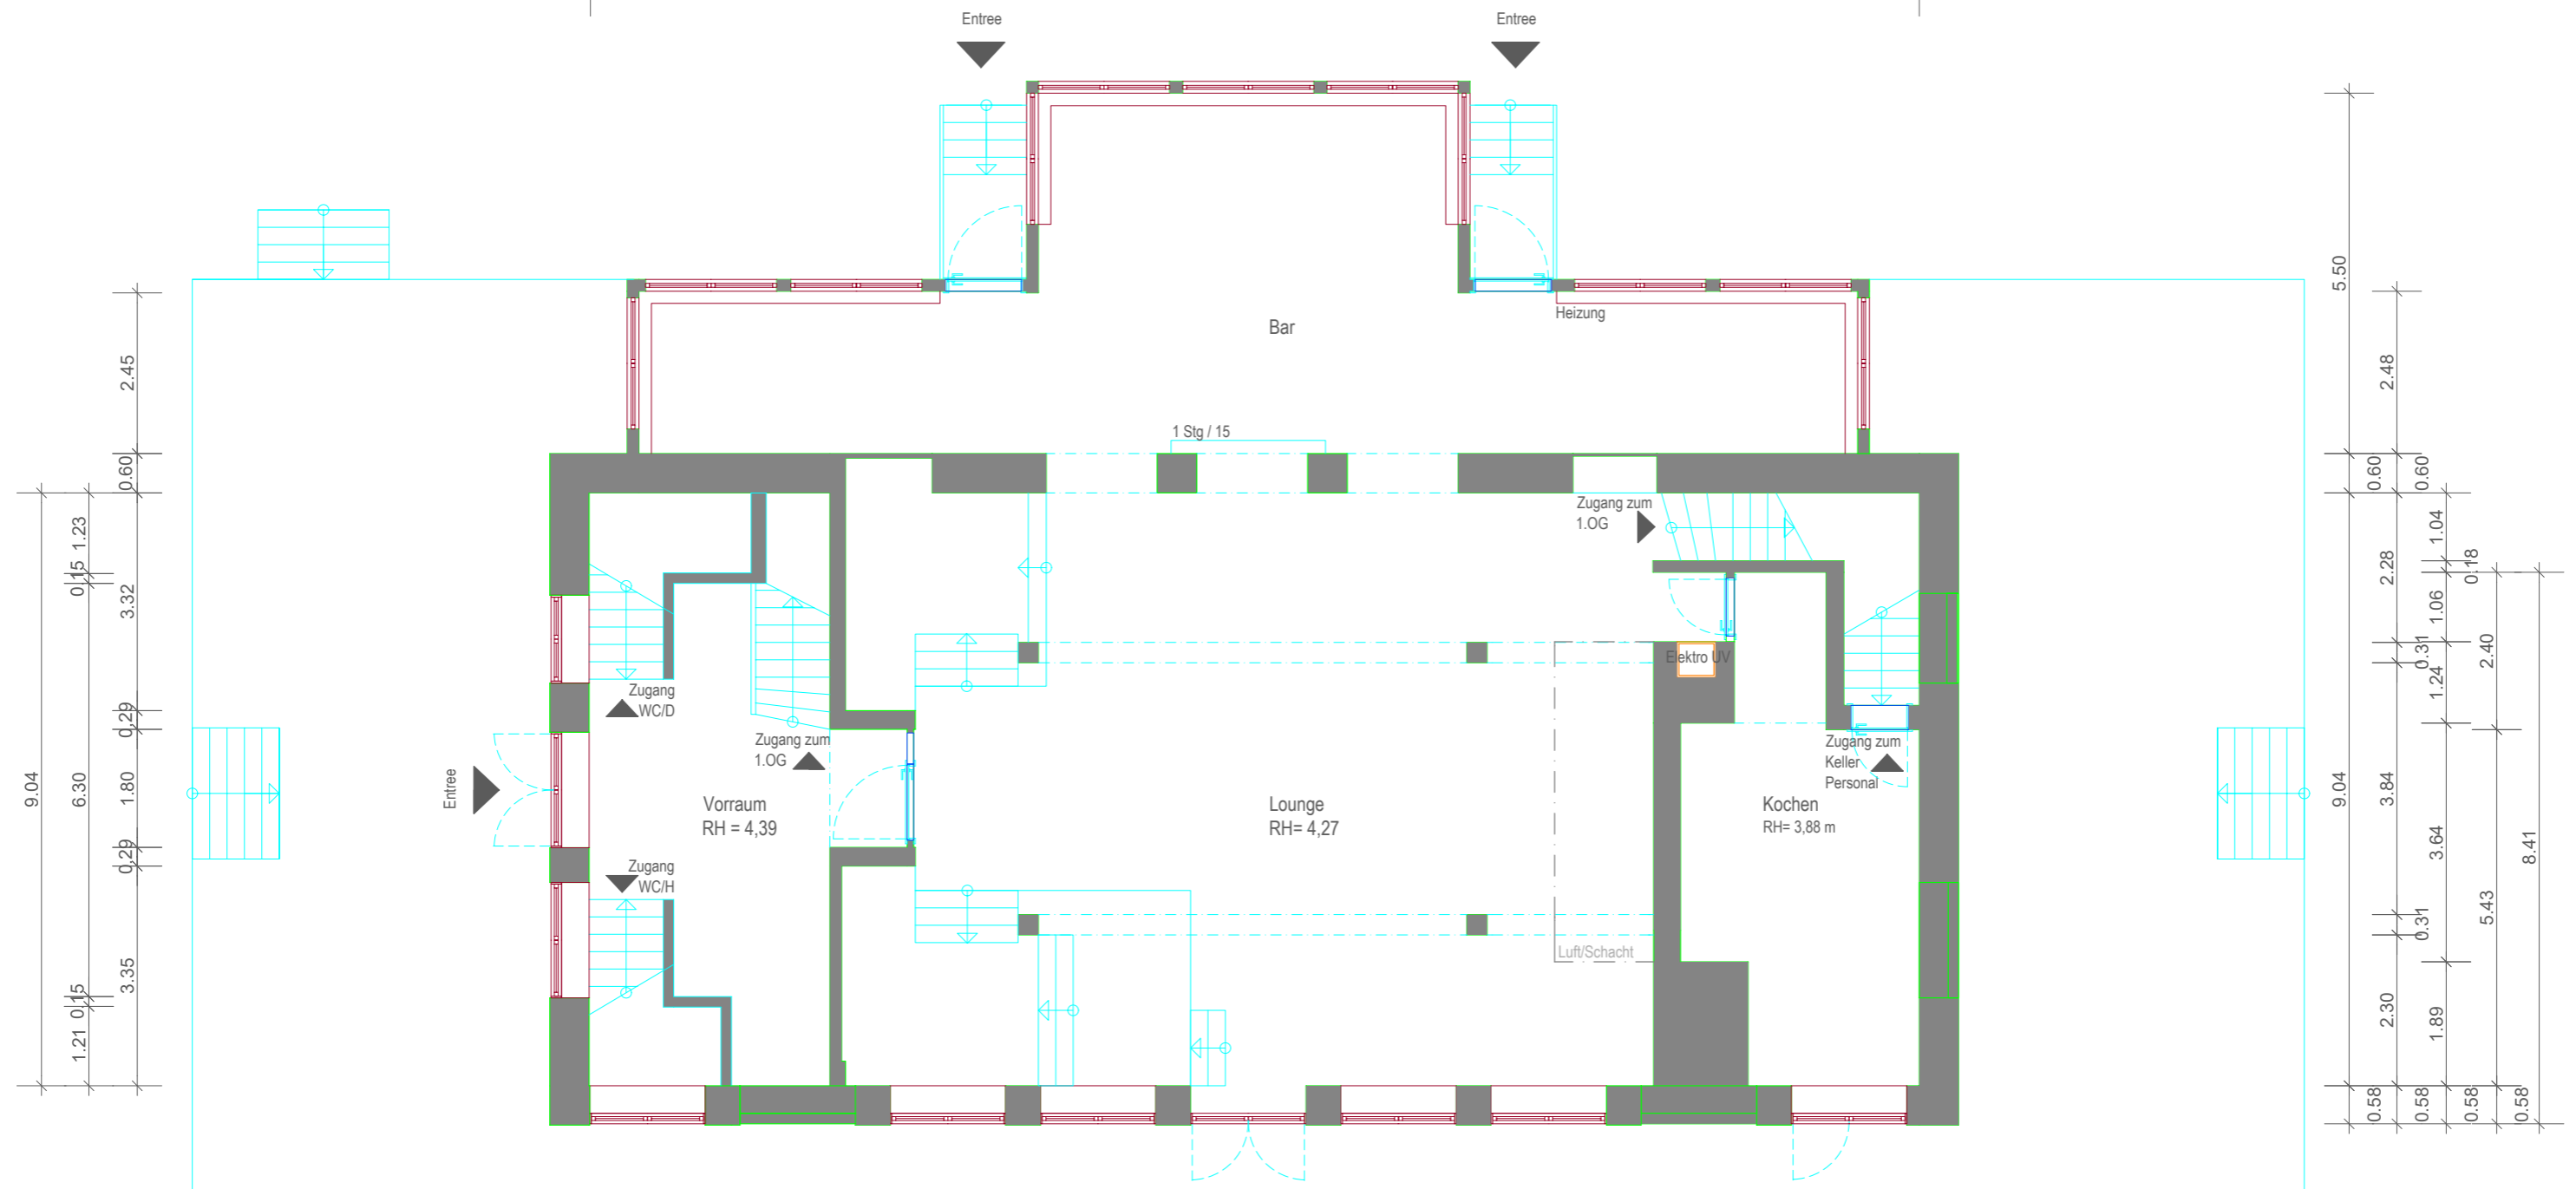 Entree
Entree
Bar
Heizung
1 Stg / 15
Zugang zum
1.OG
Elektro UV
Zugang
WC/D
Zugang zum
1.OG
Zugang zum
Keller
Personal
Entree
Vorraum
RH = 4,39
Lounge
RH= 4,27
Kochen
RH= 3,88 m
Zugang
WC/H
Luft/Schacht
9.04
1.23
0.15
6.30
0.15
1.21
2.45
0.60
3.32
0.29
1.80
0.29
3.35
5.50
9.04
2.48
0.60
2.28
3.84
2.30
0.58
0.60
0.31
0.31
0.58
1.04
1.06
1.24
3.64
1.89
0.18
2.40
5.43
0.58
8.41
0.58